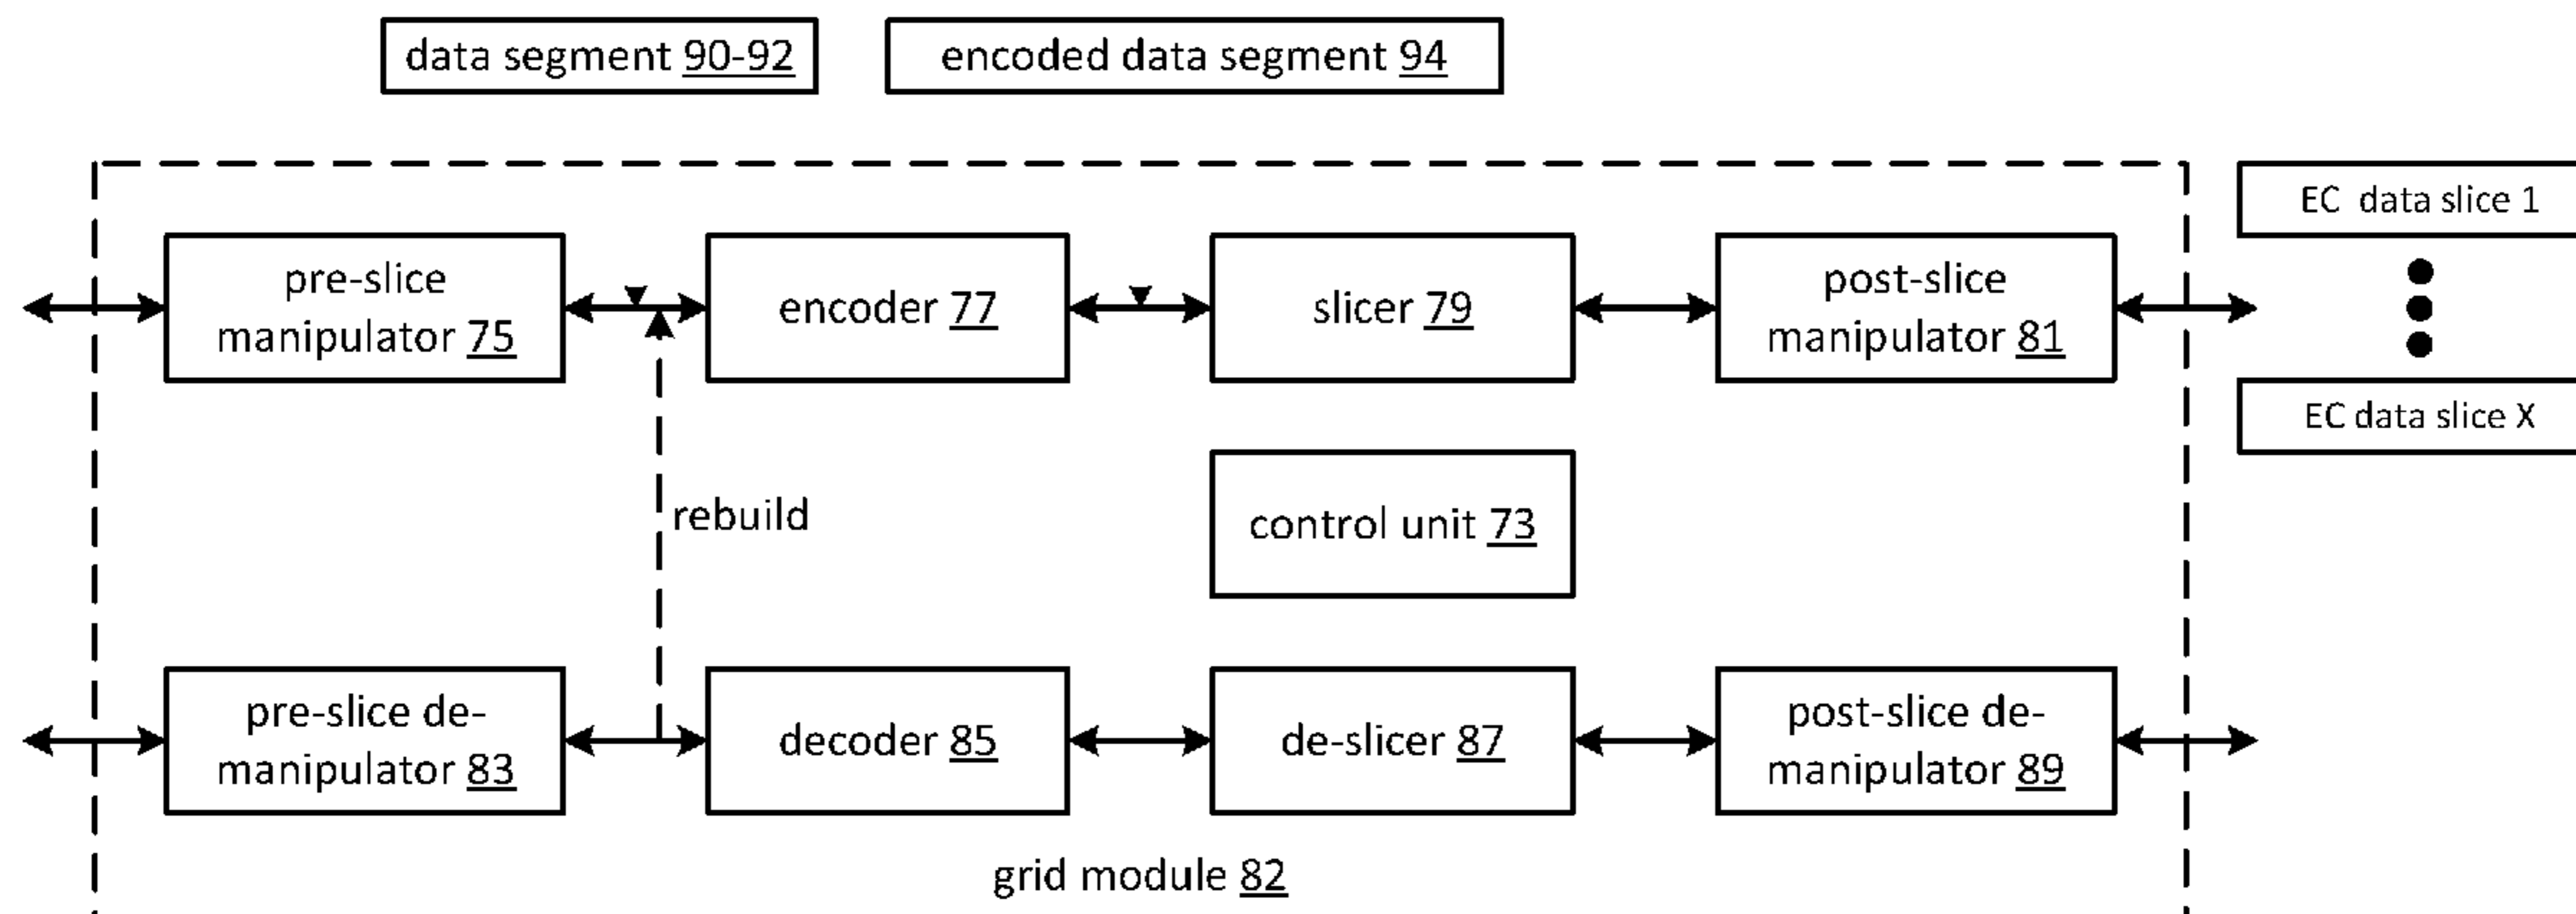 data segment 90-92
encoded data segment 94
EC data slice 1
pre-slice
manipulator 75
encoder 77
slicer 79
post-slice
manipulator 81
EC data slice X
rebuild
control unit 73
pre-slice de-
manipulator 83
decoder 85
de-slicer 87
post-slice de-
manipulator 89
grid module 82